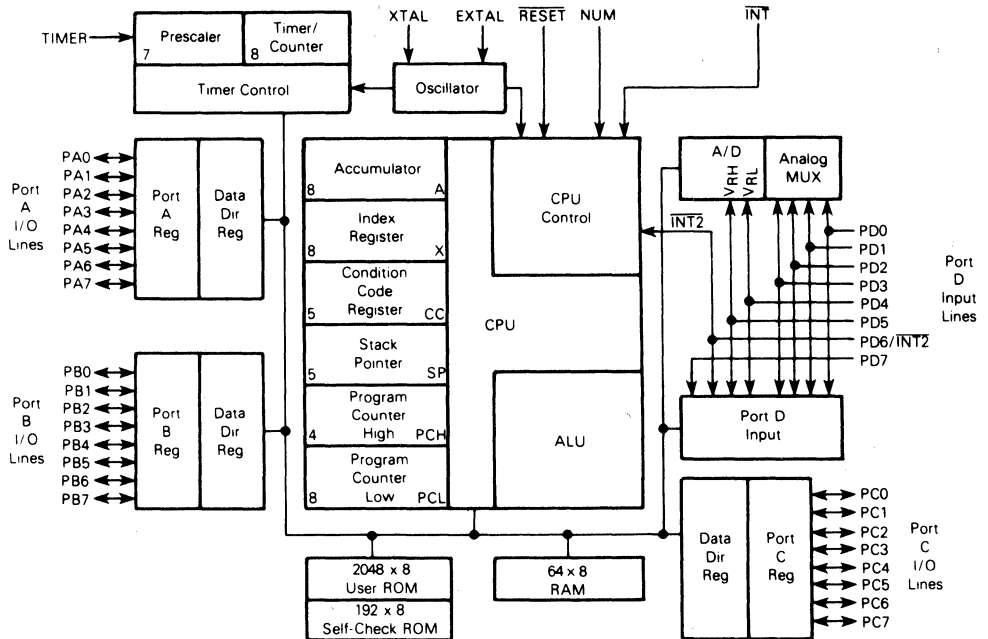 XTAL EXTAL R̅E̅S̅E̅T̅ NUM I̅N̅T̅
TIMER
Prescaler
7
Timer/
Counter
8
Timer Control
Oscillator
Port
A
I/O
Lines
PA0
PA1
PA2
PA3
PA4
PA5
PA6
PA7
Port
A
Reg
Data
Dir
Reg
Port
B
I/O
Lines
PB0
PB1
PB2
PB3
PB4
PB5
PB6
PB7
Port
B
Reg
Data
Dir
Reg
Accumulator
8 A
Index
Register
8 X
Condition
Code
Register
5 CC
Stack
Pointer
5 SP
Program
Counter
High
4 PCH
Program
Counter
Low
8 PCL
CPU
CPU
Control
ALU
I̅N̅T̅2̅
A/D
VRH
VRL
Analog
MUX
PD0
PD1
PD2
PD3
PD4
PD5
PD6/I̅N̅T̅2̅
PD7
Port
D
Input
Lines
Port D
Input
Data
Dir
Reg
Port
C
Reg
PC0
PC1
PC2
PC3
PC4
PC5
PC6
PC7
Port
C
I/O
Lines
2048 x 8
User ROM
192 x 8
Self-Check ROM
64 x 8
RAM